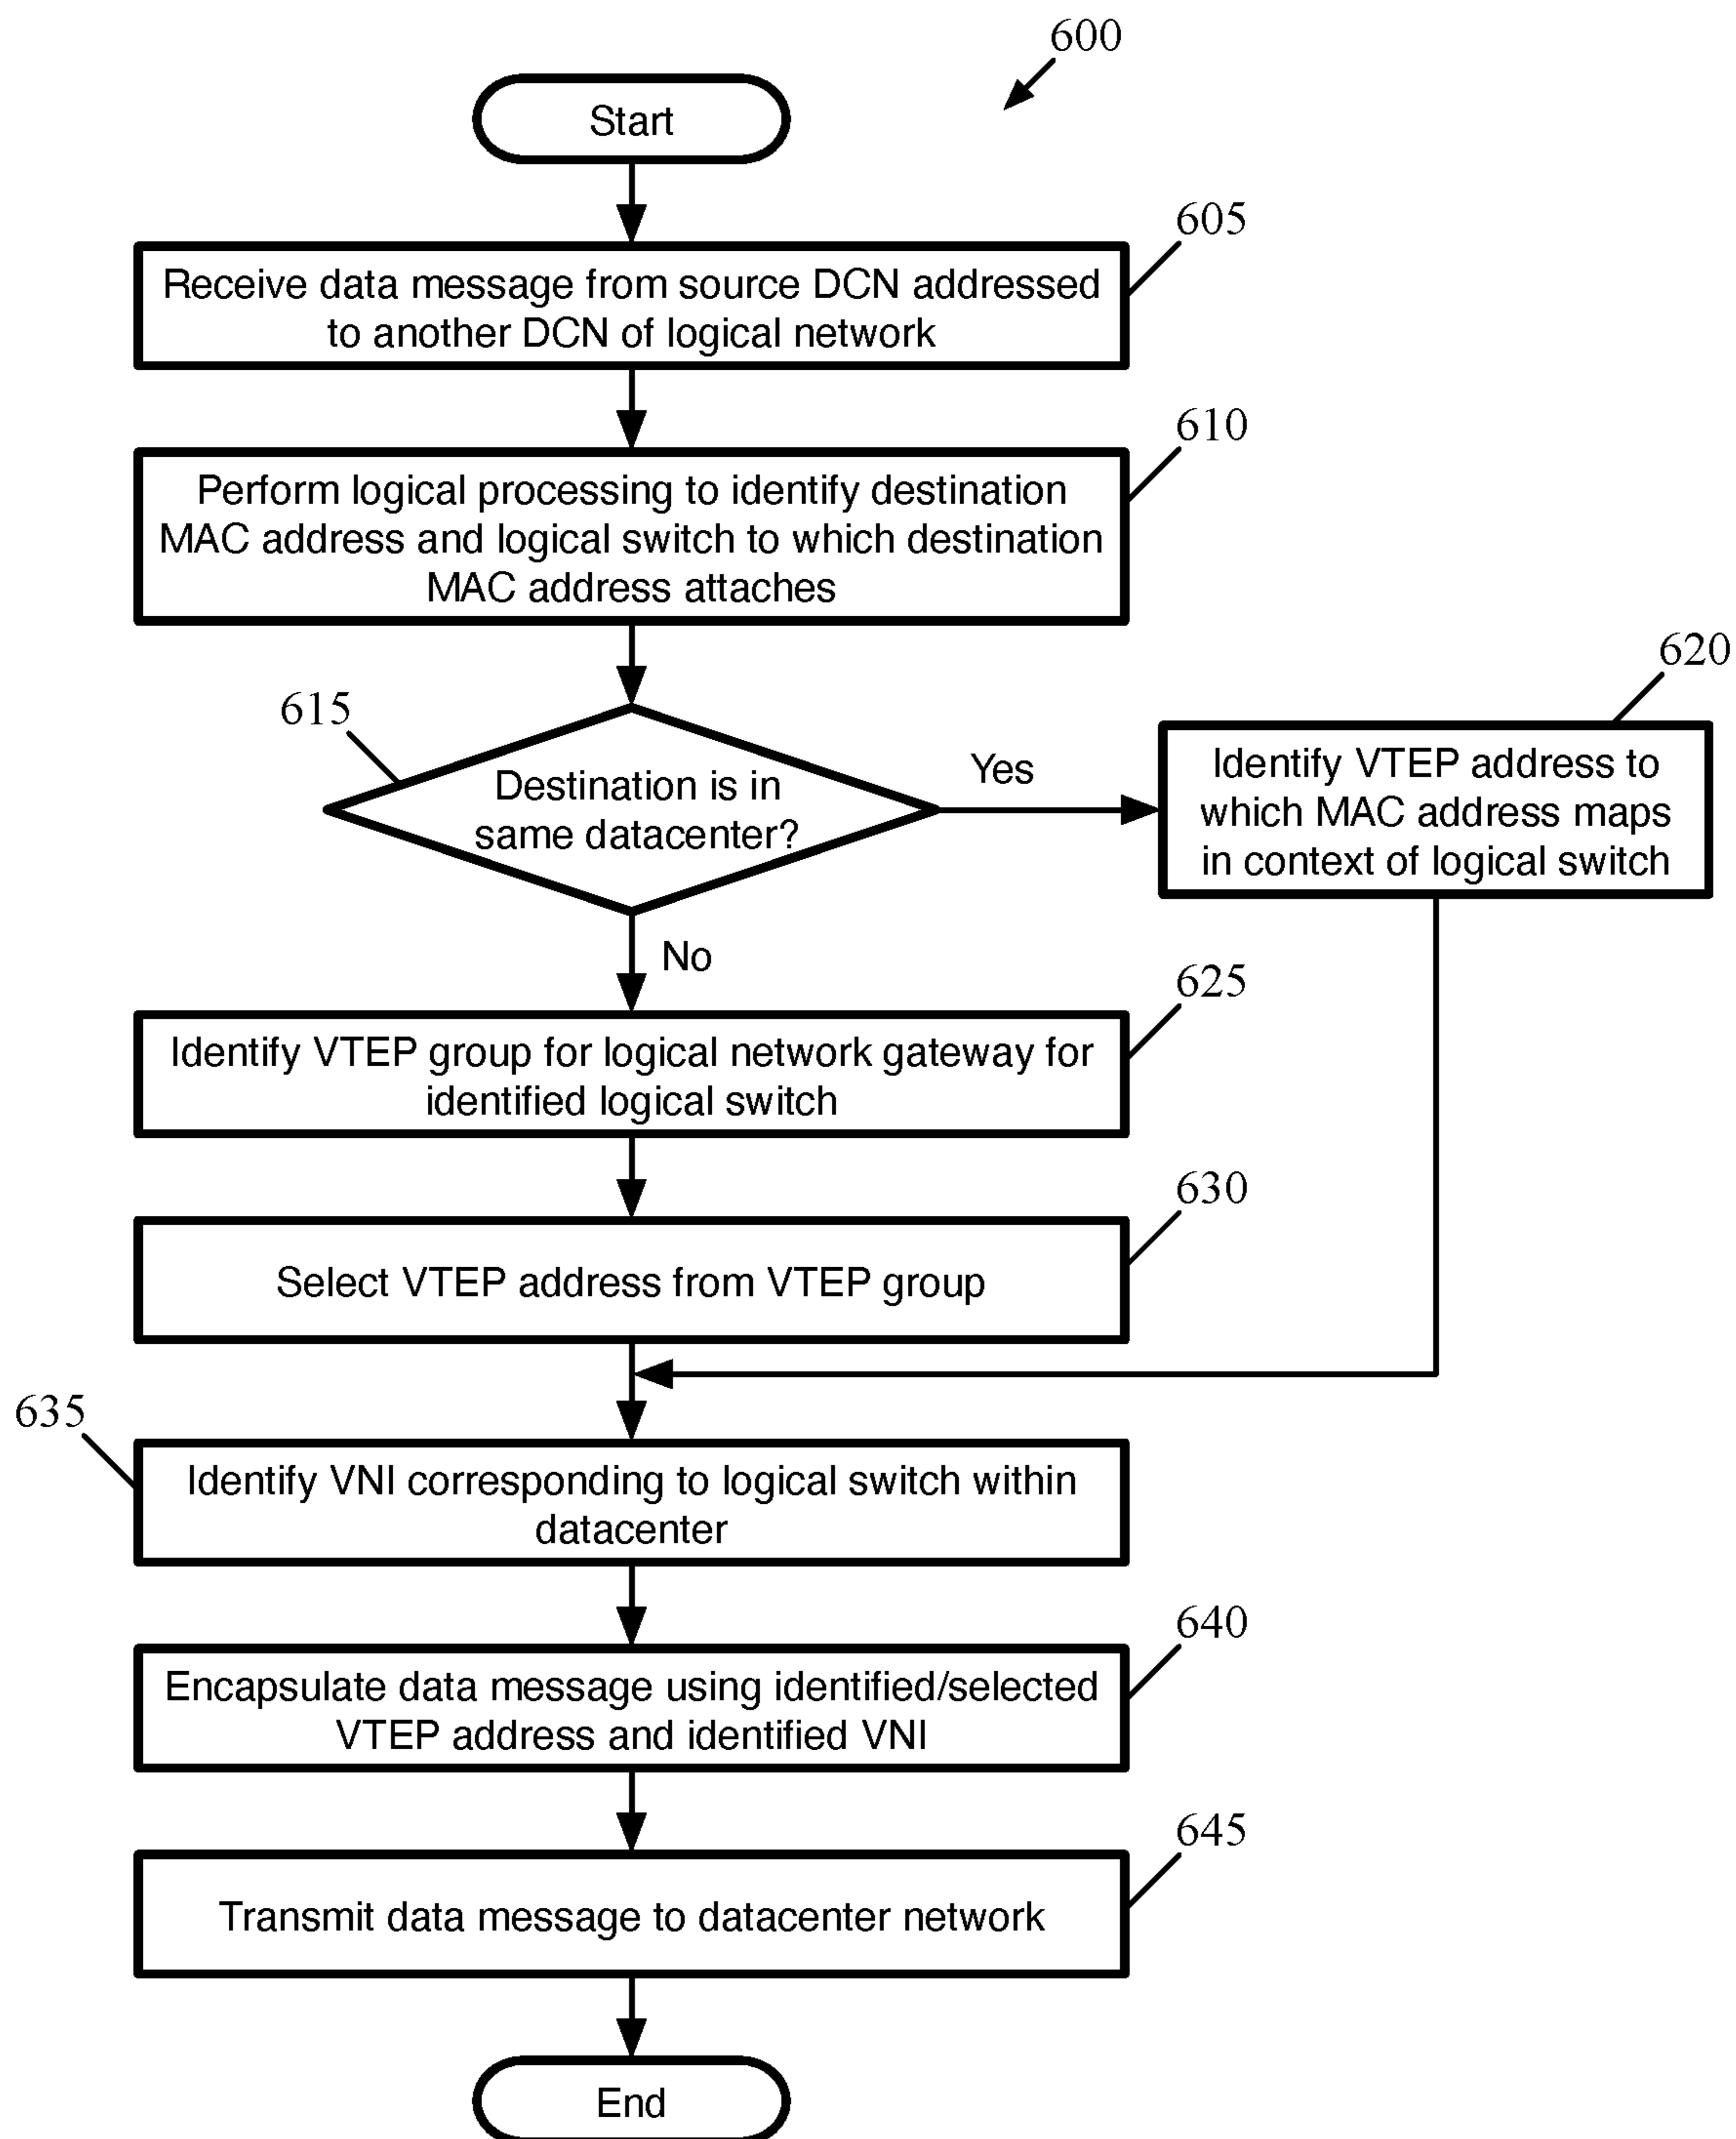 600
Start
605
Receive data message from source DCN addressed
to another DCN of logical network
610
Perform logical processing to identify destination
MAC address and logical switch to which destination
MAC address attaches
615
Destination is in
same datacenter?
Yes
620
Identify VTEP address to
which MAC address maps
in context of logical switch
No
625
Identify VTEP group for logical network gateway for
identified logical switch
630
Select VTEP address from VTEP group
635
Identify VNI corresponding to logical switch within
datacenter
640
Encapsulate data message using identified/selected
VTEP address and identified VNI
645
Transmit data message to datacenter network
End